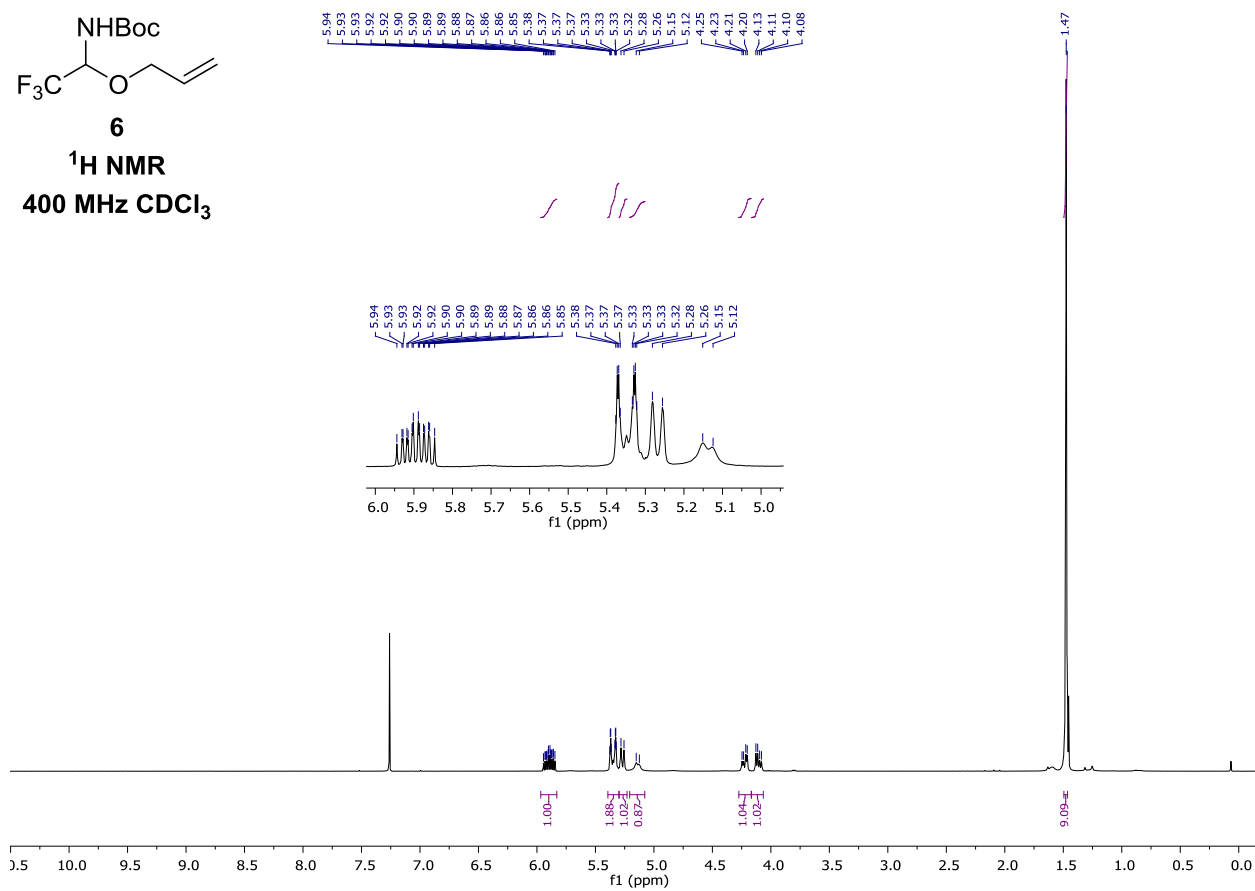 NHBoc
F3C O
6
1H NMR
400 MHz CDCl3
5.94 5.93 5.93 5.92 5.92 5.90 5.90 5.89 5.89 5.88 5.87 5.86 5.86 5.85 5.38 5.37 5.37 5.37 5.33 5.33 5.33 5.32 5.28 5.26 5.15 5.12 4.25 4.23 4.21 4.20 4.13 4.11 4.10 4.08 1.47
5.94 5.93 5.93 5.92 5.92 5.90 5.90 5.89 5.89 5.88 5.87 5.86 5.86 5.85 5.38 5.37 5.37 5.37 5.33 5.33 5.33 5.32 5.28 5.26 5.15 5.12
6.0 5.9 5.8 5.7 5.6 5.5 5.4 5.3 5.2 5.1 5.0
f1 (ppm)
1.00 1.88 1.02 0.87 1.04 1.02 9.09
0.5 10.0 9.5 9.0 8.5 8.0 7.5 7.0 6.5 6.0 5.5 5.0 4.5 4.0 3.5 3.0 2.5 2.0 1.5 1.0 0.5 0.0
f1 (ppm)